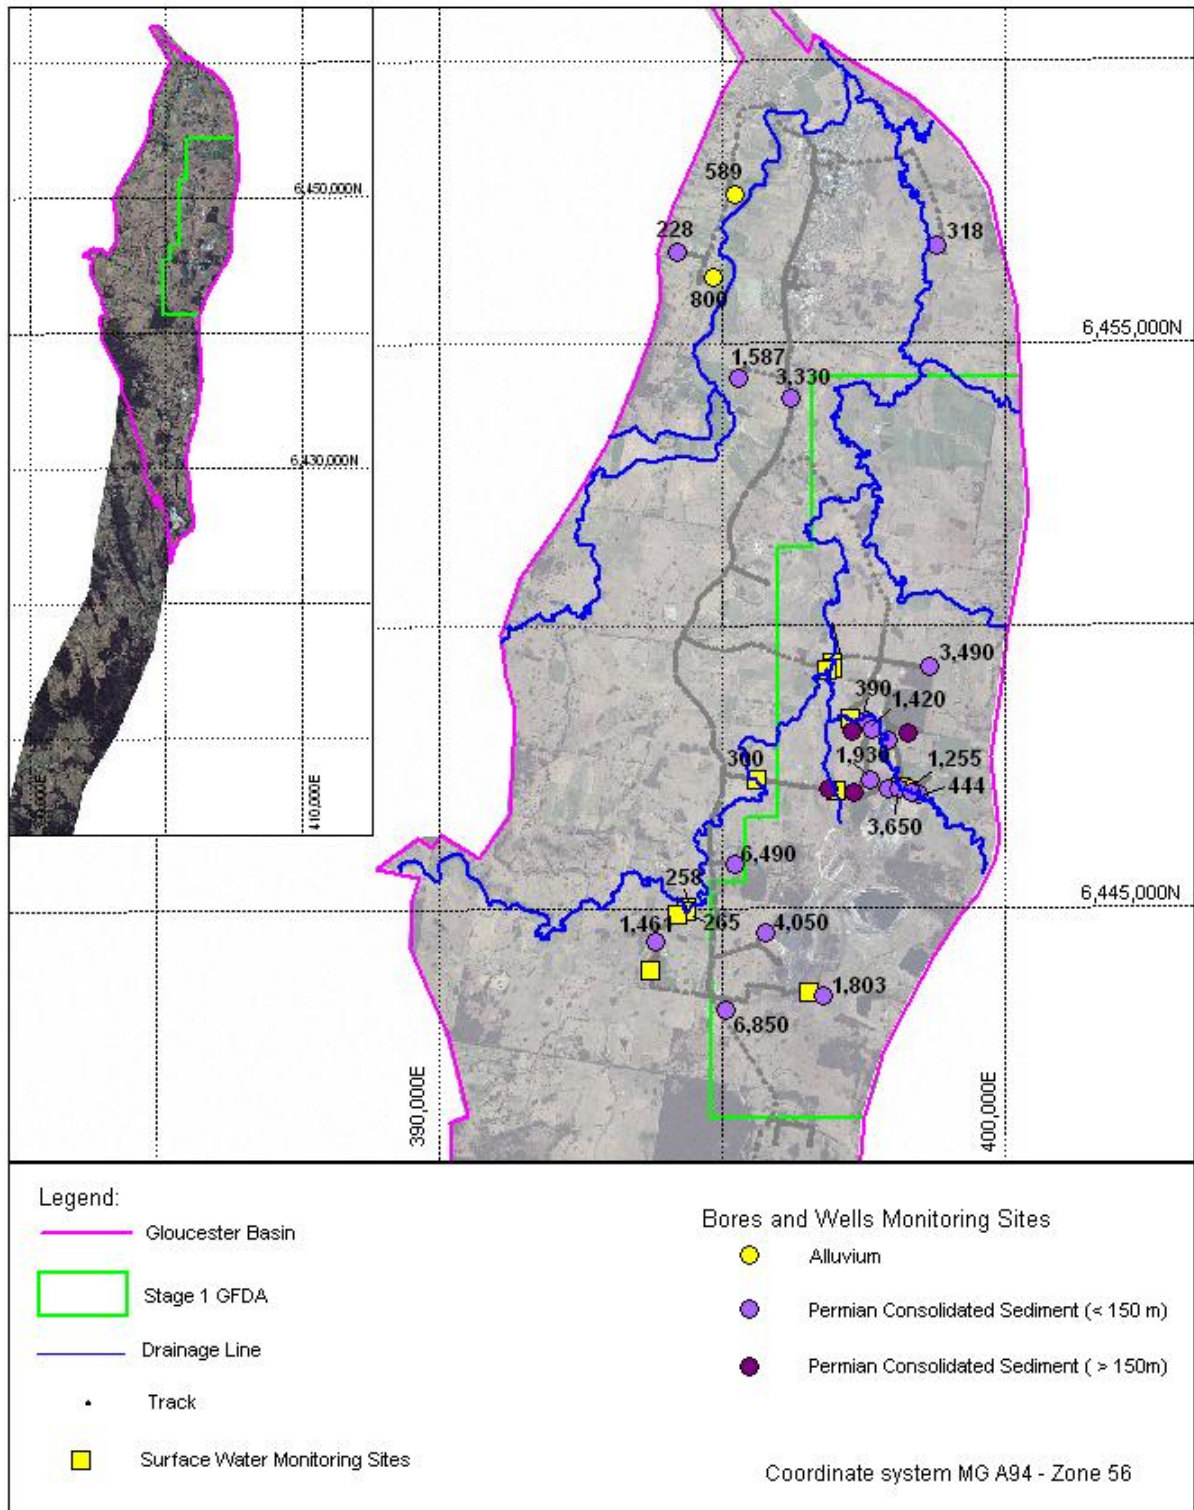 6,450,000N
6,430,000N
410,000E
589
228
318
800
6,455,000N
1,587
3,330
3,490
390
1,420
300
1,930
1,255
444
3,650
6,490
258
6,445,000N
265
1,461
4,050
1,803
6,850
390,000E
400,000E
Legend:
Gloucester Basin
Stage 1 GFDA
Drainage Line
Track
Surface Water Monitoring Sites
Bores and Wells Monitoring Sites
Alluvium
Permian Consolidated Sediment (< 150 m)
Permian Consolidated Sediment ( > 150m)
Coordinate system MG A94 - Zone 56